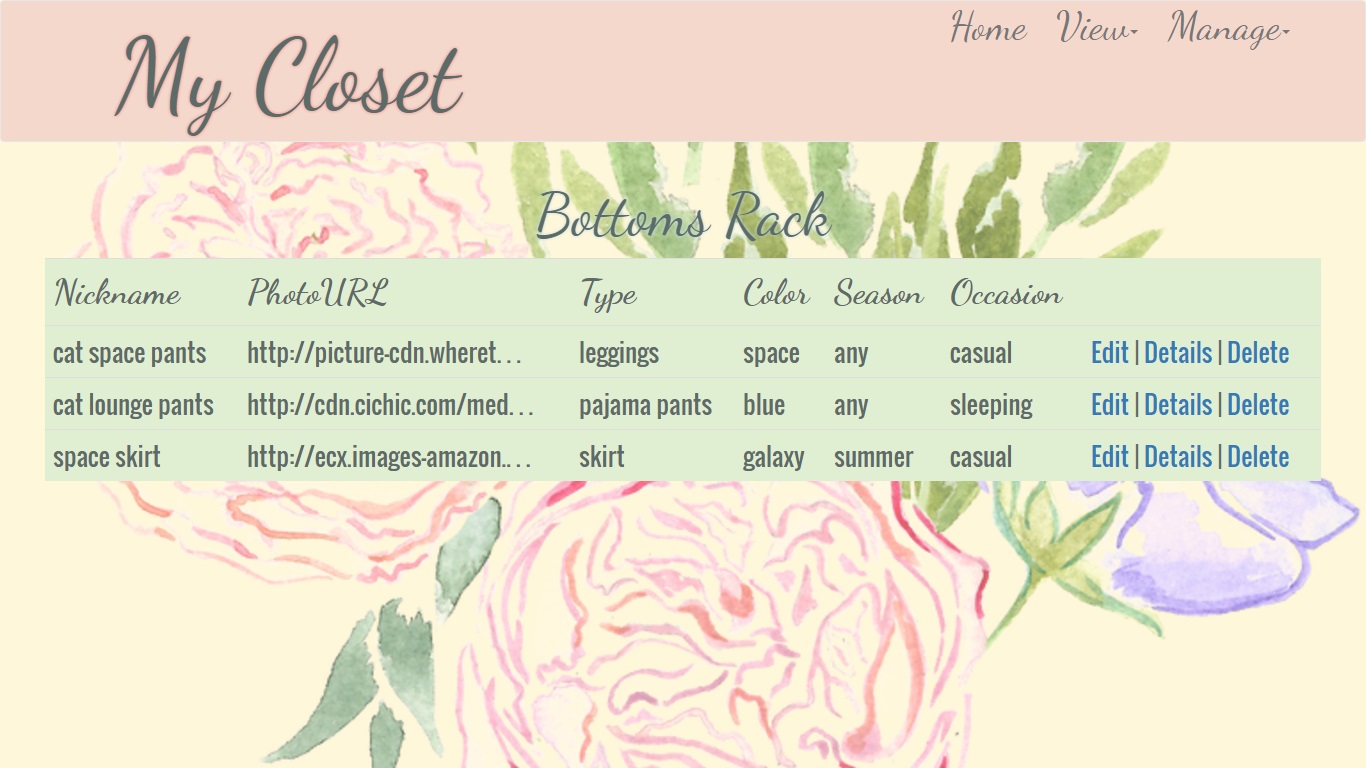 Home View Manage
My Closet
Bottoms Rack
Nickname PhotoURL Type Color Season Occasion
cat space pants http://picture-cdn.wheret... leggings space any casual Edit | Details | Delete
cat lounge pants http://cdn.cichic.com/med... pajama pants blue any sleeping Edit | Details | Delete
space skirt http://ecx.images-amazon.... skirt galaxy summer casual Edit | Details | Delete